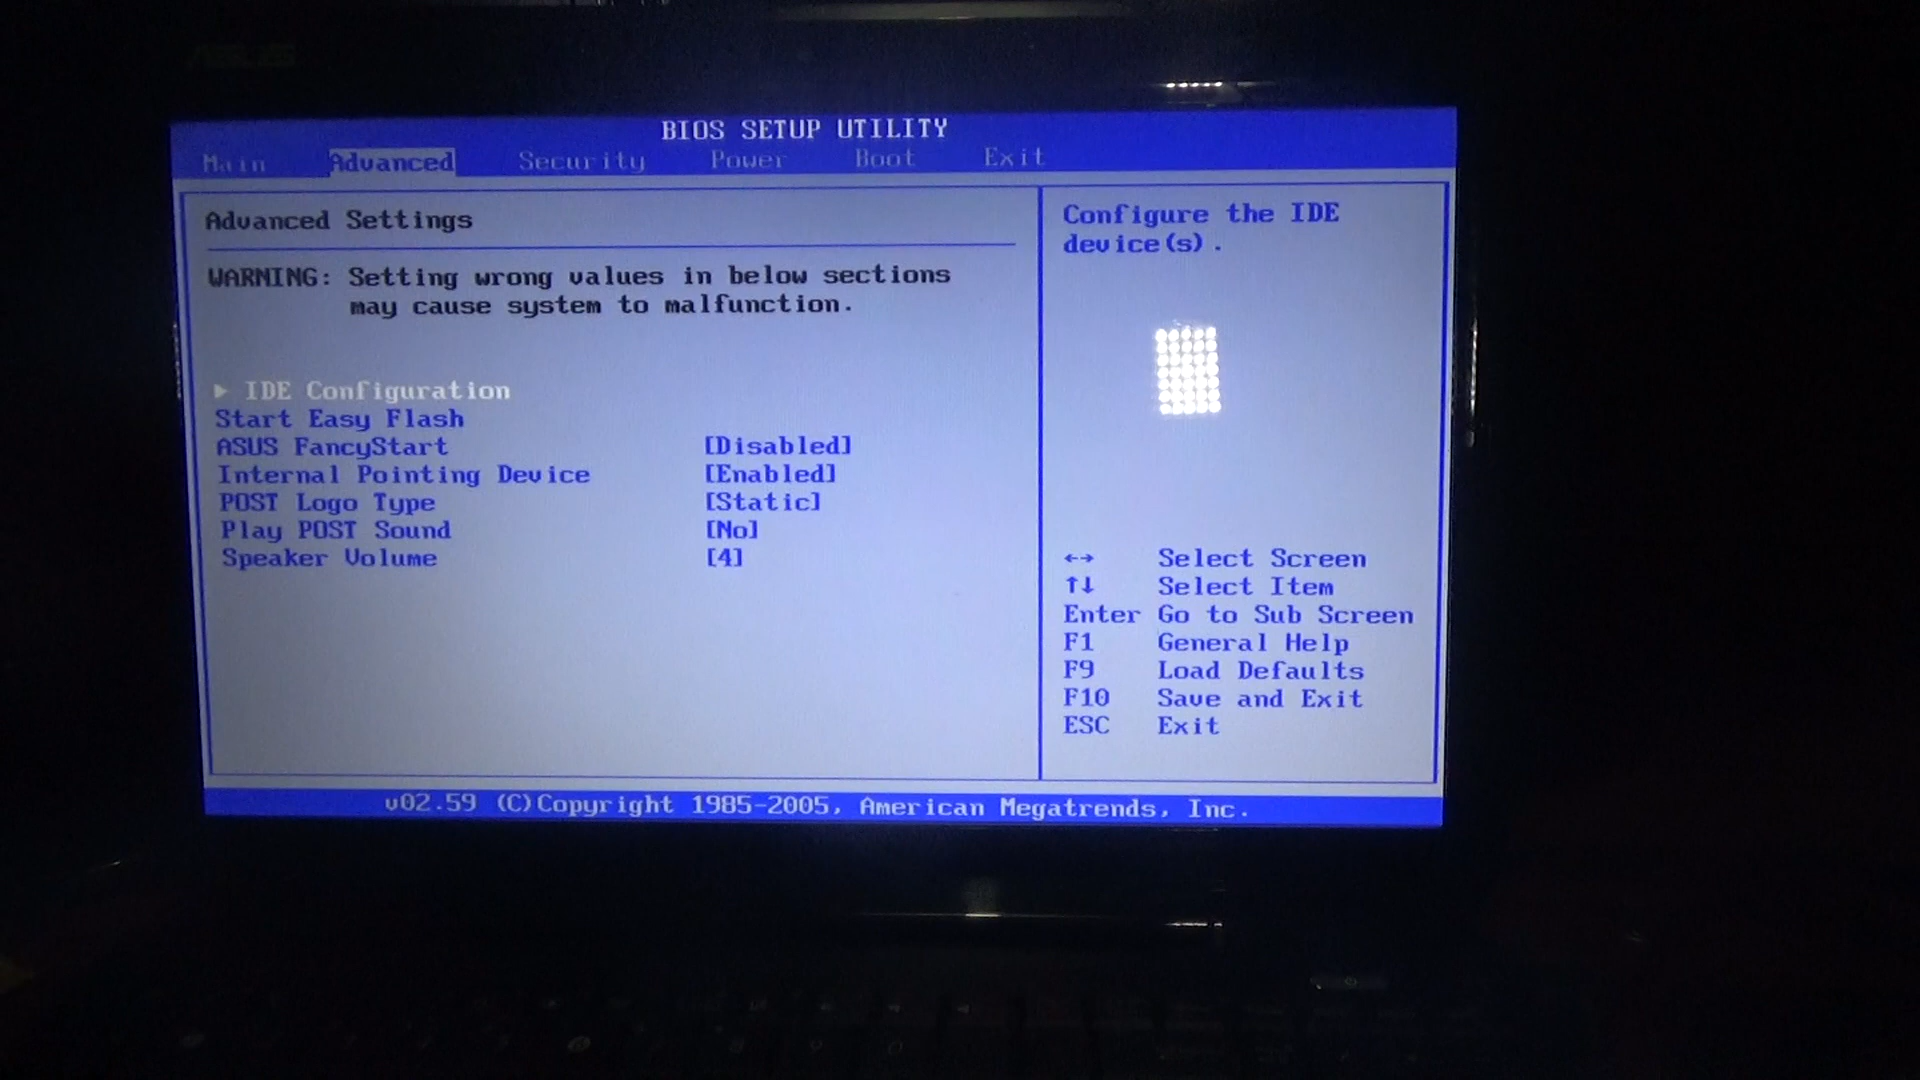 ASUS
BIOS SETUP UTILITY
Main Advanced Security Power Boot Exit
Advanced Settings
WARNING: Setting wrong values in below sections
may cause system to malfunction.
▶ IDE Configuration
Start Easy Flash
ASUS FancyStart [Disabled]
Internal Pointing Device [Enabled]
POST Logo Type [Static]
Play POST Sound [No]
Speaker Volume [4]
Configure the IDE
device(s).
←→ Select Screen
↑↓ Select Item
Enter Go to Sub Screen
F1 General Help
F9 Load Defaults
F10 Save and Exit
ESC Exit
v02.59 (C)Copyright 1985-2005, American Megatrends, Inc.